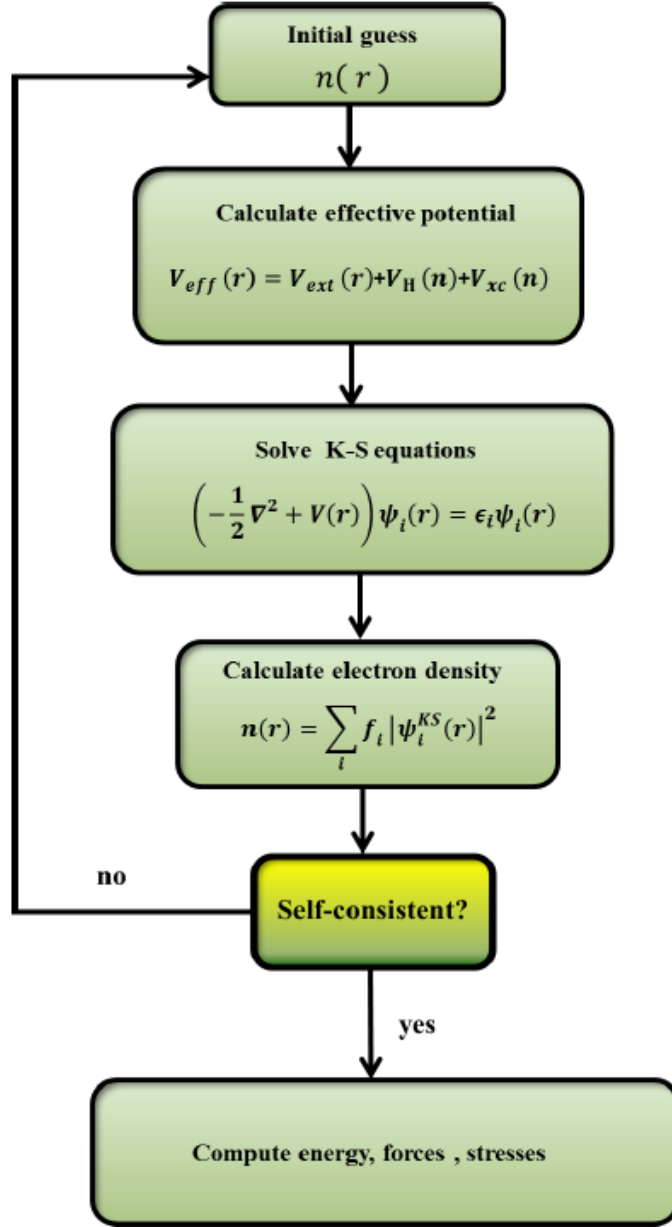 Initial guess
n( r )
Calculate effective potential
V_eff (r) = V_ext (r)+V_H (n)+V_xc (n)
Solve K-S equations
(-1/2 ∇² + V(r)) ψ_i(r) = ϵ_i ψ_i(r)
Calculate electron density
n(r) = ∑_i f_i |ψ_i^KS (r)|²
no
Self-consistent?
yes
Compute energy, forces , stresses